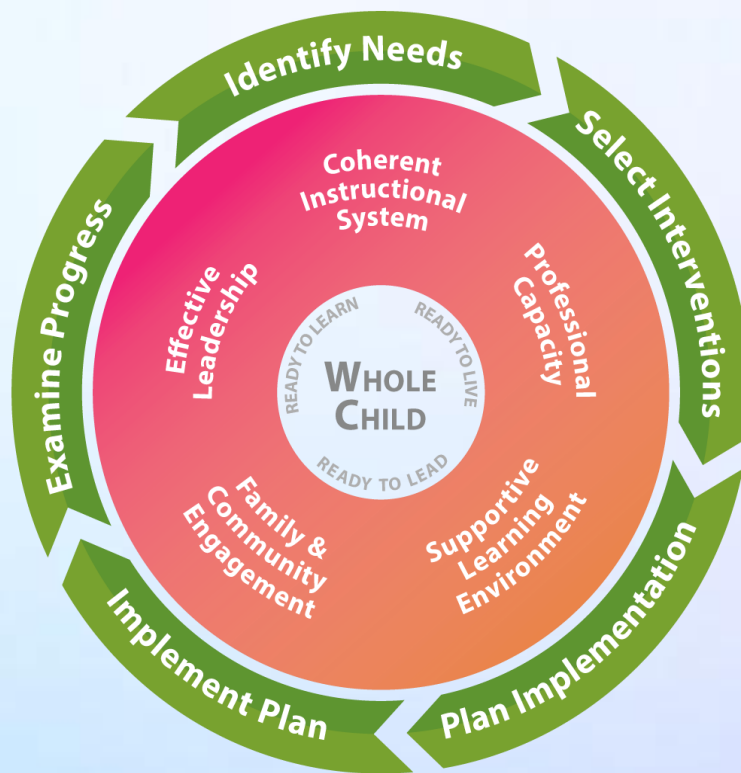 Identify Needs
Select Interventions
Plan Implementation
Implement Plan
Examine Progress
Coherent
Instructional
System
Professional
Capacity
Supportive
Learning
Environment
Family &
Community
Engagement
Effective
Leadership
READY TO LEARN
READY TO LIVE
READY TO LEAD
WHOLE
CHILD